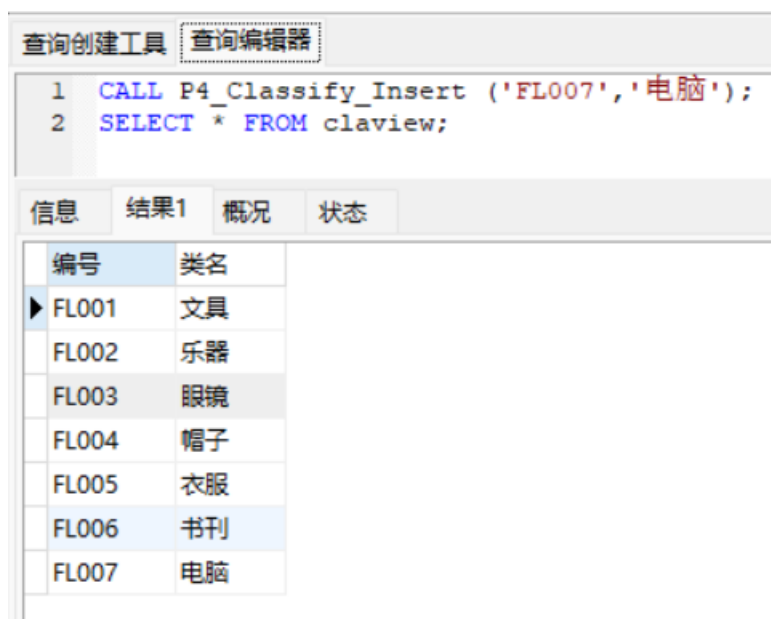 查询创建工具 查询编辑器
1 CALL P4_Classify_Insert ('FL007','电脑');
2 SELECT * FROM claview;
信息 结果1 概况 状态
编号 类名
FL001 文具
FL002 乐器
FL003 眼镜
FL004 帽子
FL005 衣服
FL006 书刊
FL007 电脑